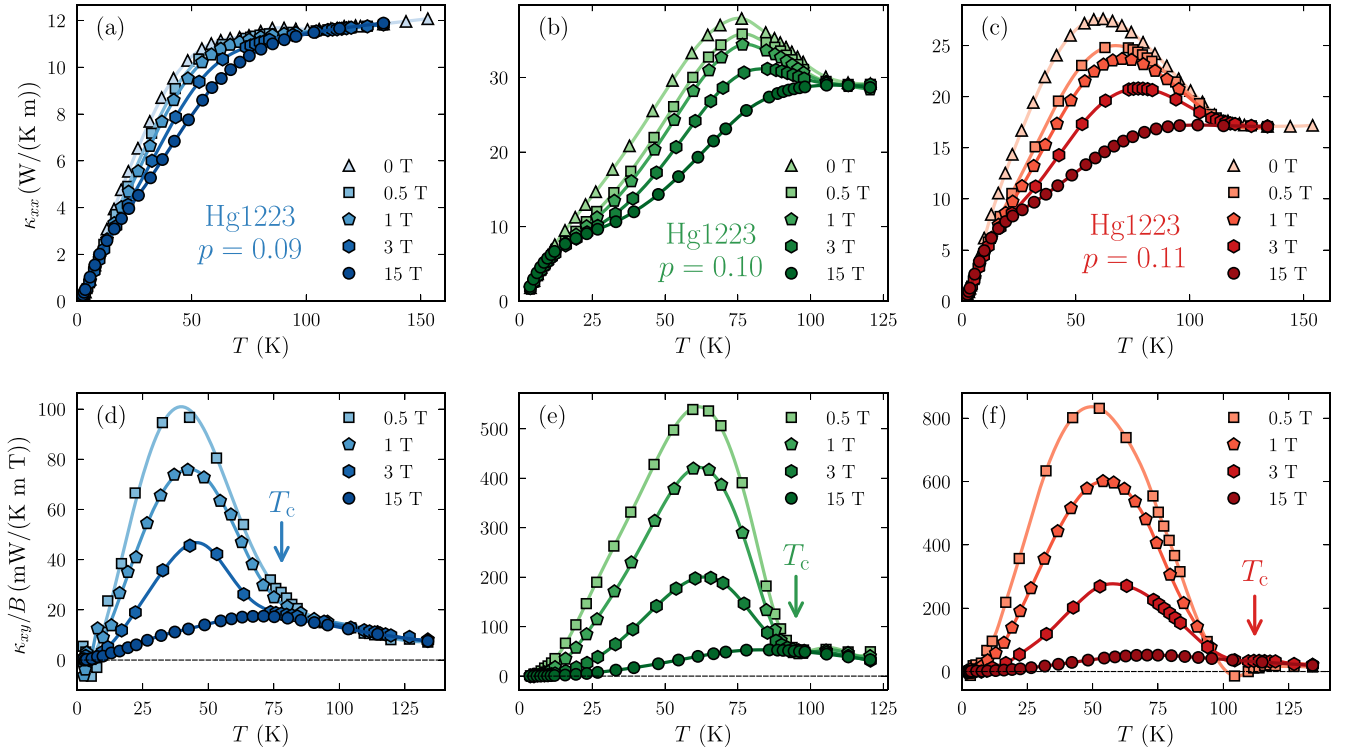 (a)
0 T
0.5 T
1 T
3 T
15 T
Hg1223
p = 0.09
0
2
4
6
8
10
12
0
50
100
150
κxx (W/(K m))
T (K)
(b)
0 T
0.5 T
1 T
3 T
15 T
Hg1223
p = 0.10
0
10
20
30
40
0
25
50
75
100
125
T (K)
(c)
0 T
0.5 T
1 T
3 T
15 T
Hg1223
p = 0.11
0
5
10
15
20
25
0
50
100
150
T (K)
(d)
0.5 T
1 T
3 T
15 T
Tc
0
20
40
60
80
100
0
25
50
75
100
125
κxy/B (mW/(K m T))
T (K)
(e)
0.5 T
1 T
3 T
15 T
Tc
0
100
200
300
400
500
0
25
50
75
100
125
T (K)
(f)
0.5 T
1 T
3 T
15 T
Tc
0
200
400
600
800
0
25
50
75
100
125
T (K)